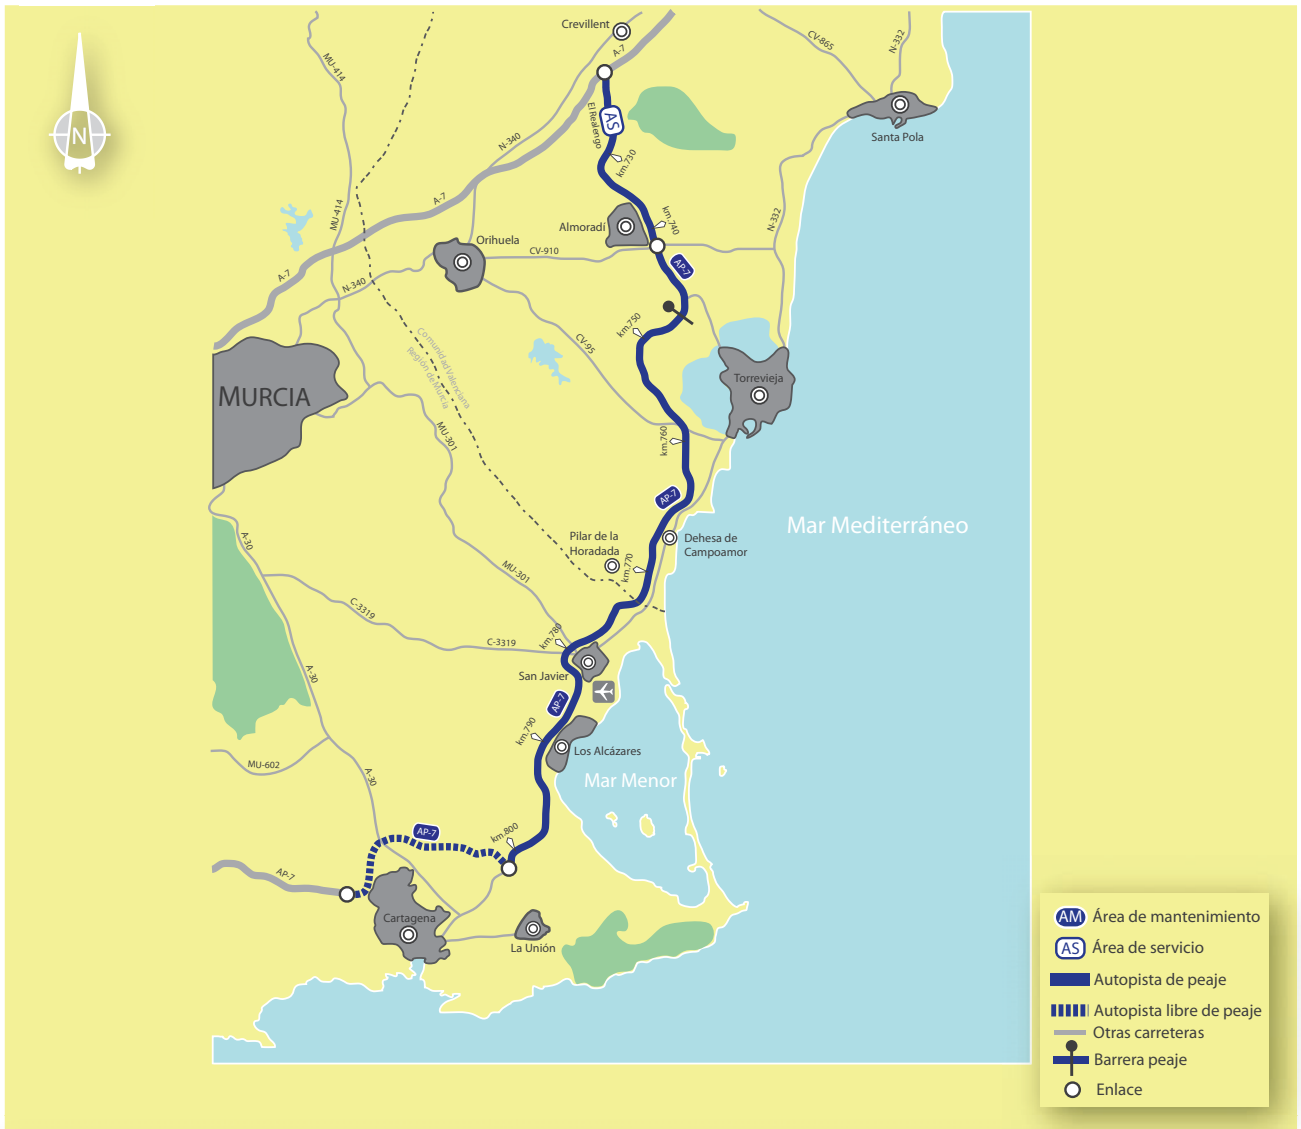 Crevillent
A-7
CV-865
N-332
MU-414
N
El Realengo
AS
Santa Pola
N-340
km.730
A-7
MU-414
km.740
N-332
Almoradí
Orihuela
CV-910
AP-7
A-7
N-340
km.750
CV-95
Comunidad Valenciana
Región de Murcia
Torrevieja
MURCIA
MU-301
km.760
AP-7
Mar Mediterráneo
A-30
Pilar de la
Horadada
Dehesa de
Campoamor
km.770
MU-301
C-3319
km.780
C-3319
A-30
San Javier
AP-7
km.790
Los Alcázares
MU-602
A-30
Mar Menor
AP-7
km.800
AP-7
Cartagena
La Unión
AM Área de mantenimiento
AS Área de servicio
Autopista de peaje
Autopista libre de peaje
Otras carreteras
Barrera peaje
Enlace